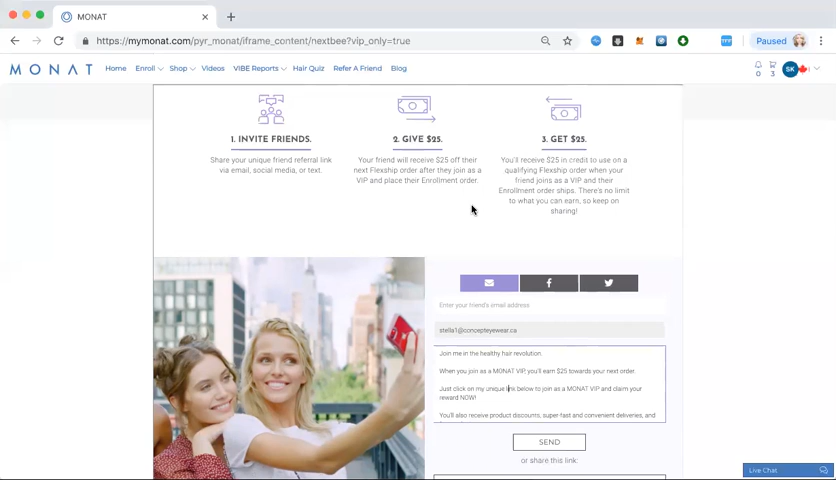 MONAT
https://mymonat.com/pyr_monat/iframe_content/nextbee?vip_only=true
TFF
Paused
MONAT
Home
Enroll
Shop
Videos
VIBE Reports
Hair Quiz
Refer A Friend
Blog
0
3
SK
1. INVITE FRIENDS.
Share your unique friend referral link
via email, social media, or text.
2. GIVE $25.
Your friend will receive $25 off their
next Flexship order after they join as a
VIP and place their Enrollment order.
3. GET $25.
You'll receive $25 in credit to use on a
qualifying Flexship order when your
friend joins as a VIP and their
Enrollment order ships. There's no limit
to what you can earn, so keep on
sharing!
Enter your friend's email address
stella1@concepteyewear.ca
Join me in the healthy hair revolution.
When you join as a MONAT VIP, you'll earn $25 towards your next order.
Just click on my unique link below to join as a MONAT VIP and claim your
reward NOW!
You'll also receive product discounts, super-fast and convenient deliveries, and
SEND
or share this link:
Live Chat